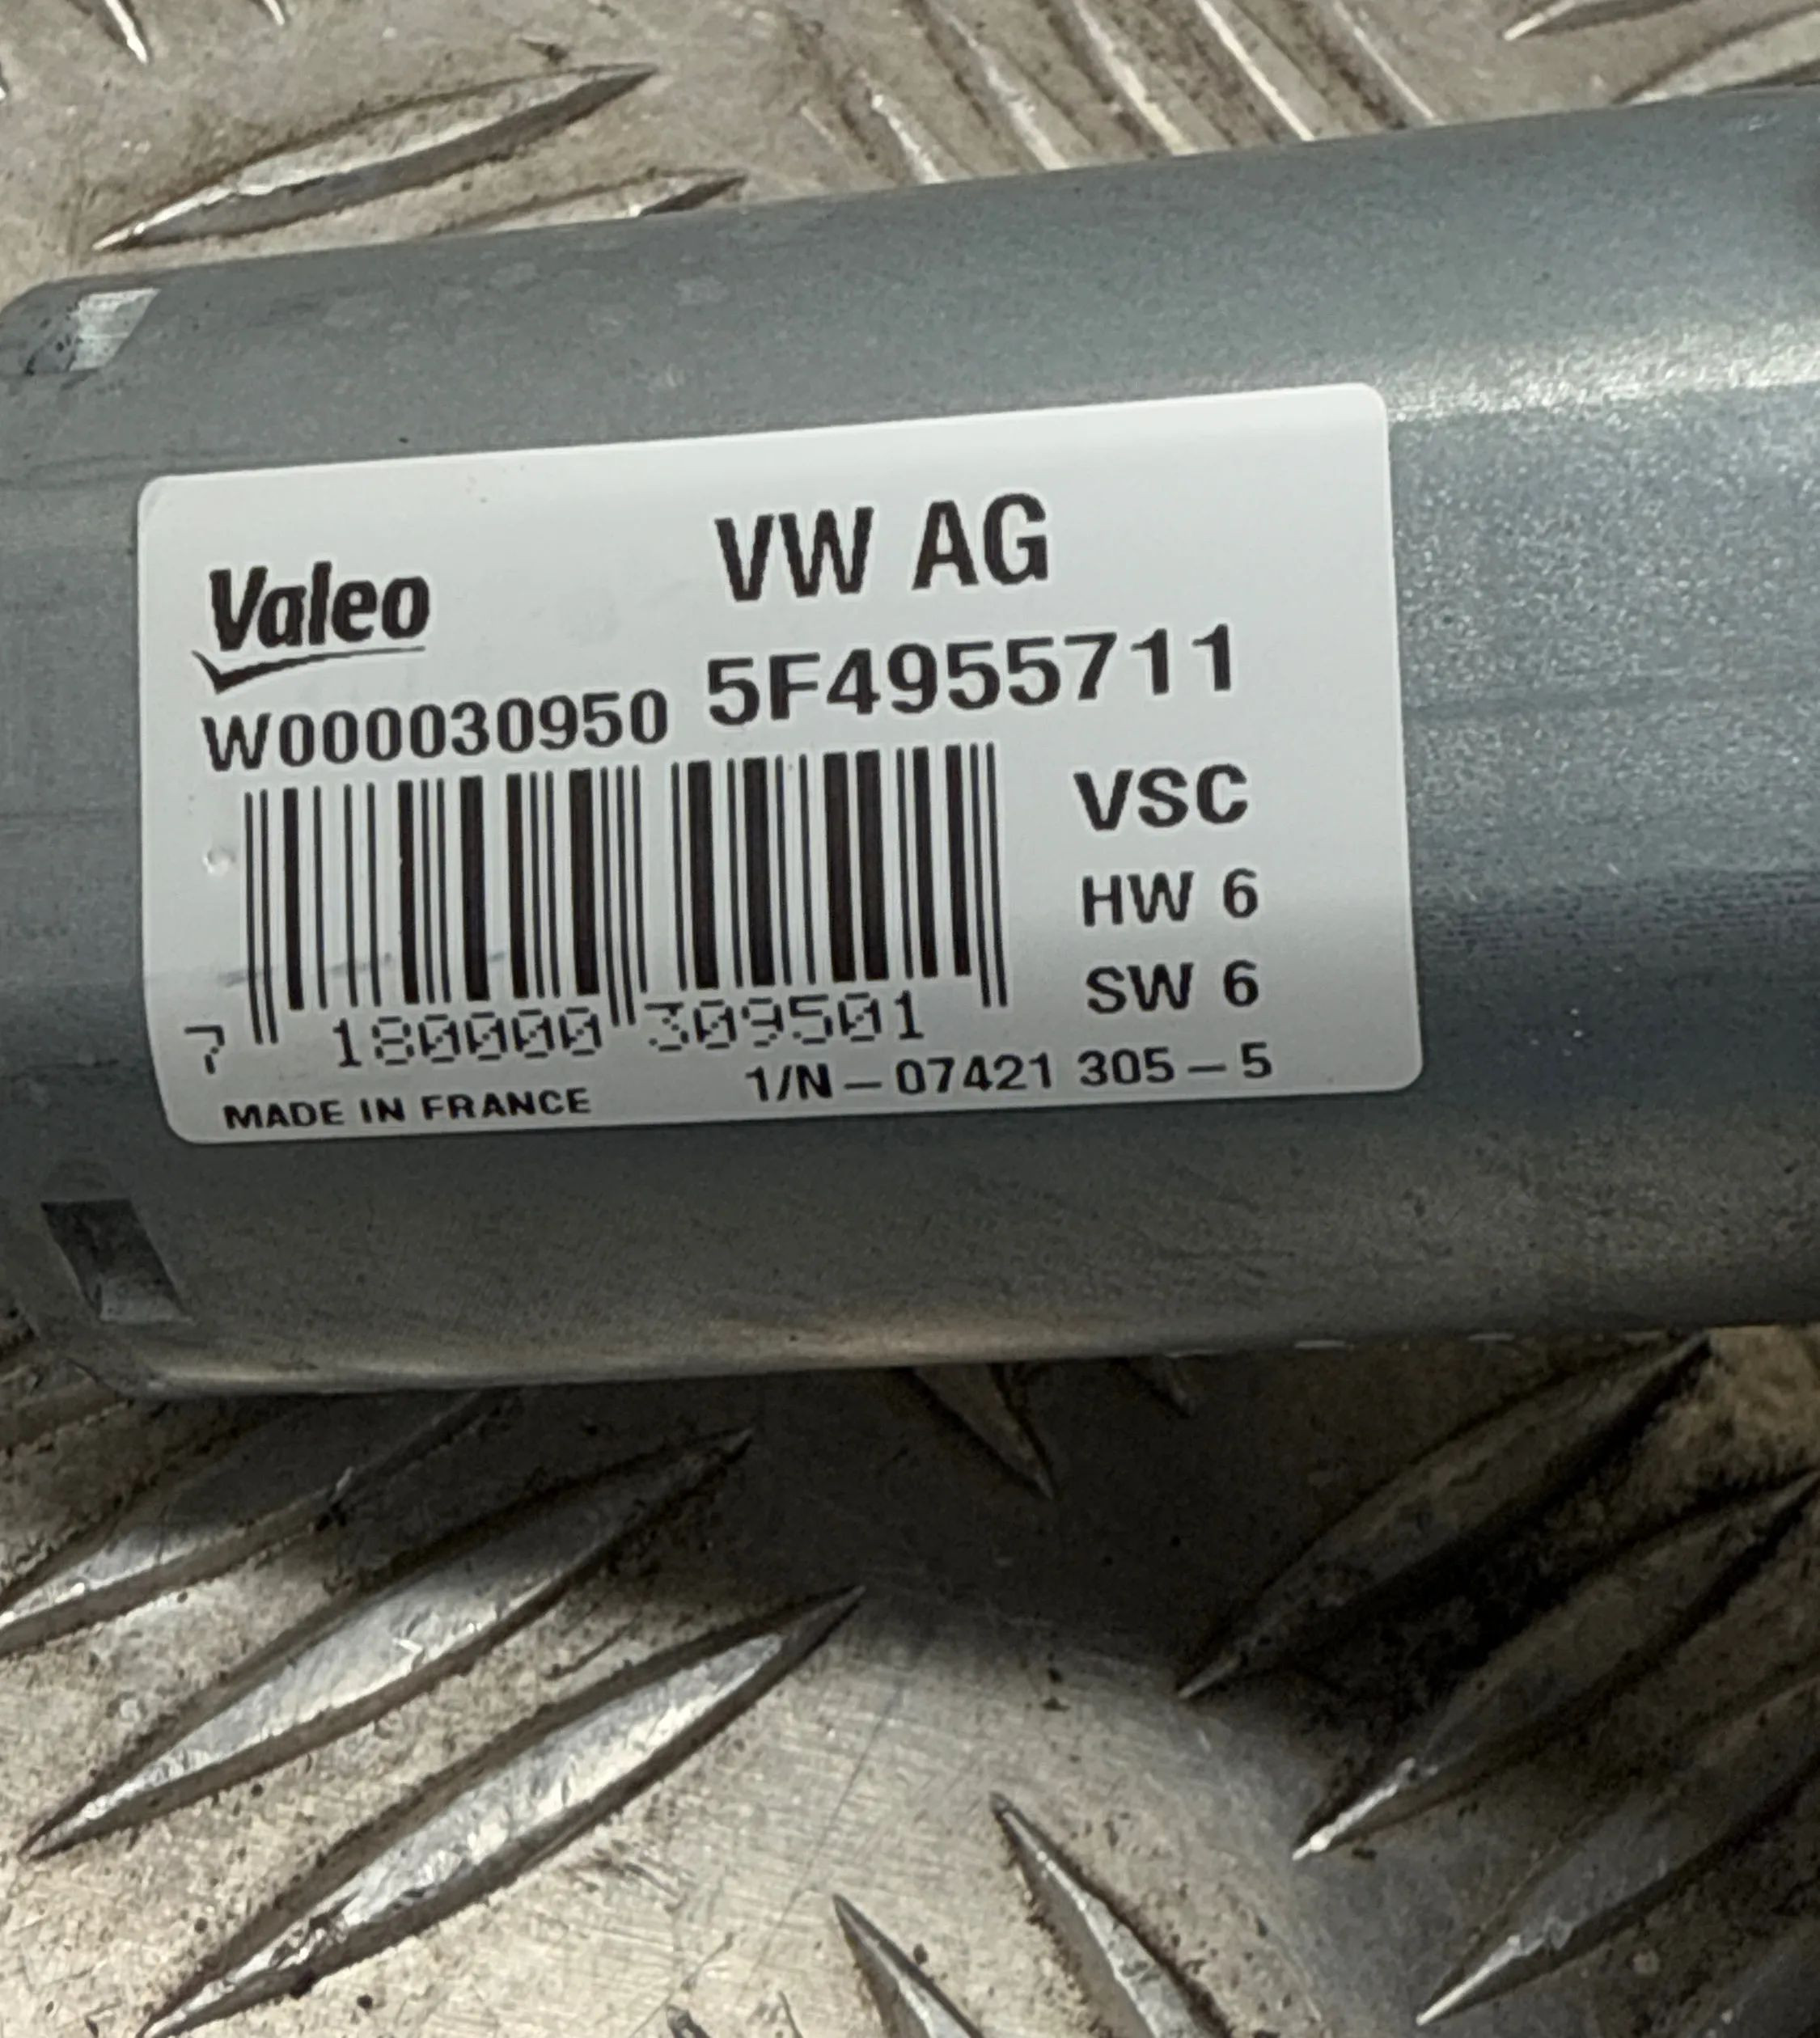 Valeo
VW AG
W000030950 5F4955711
VSC
HW 6
SW 6
7 180000 309501
MADE IN FRANCE
1/N – 07421 305 – 5